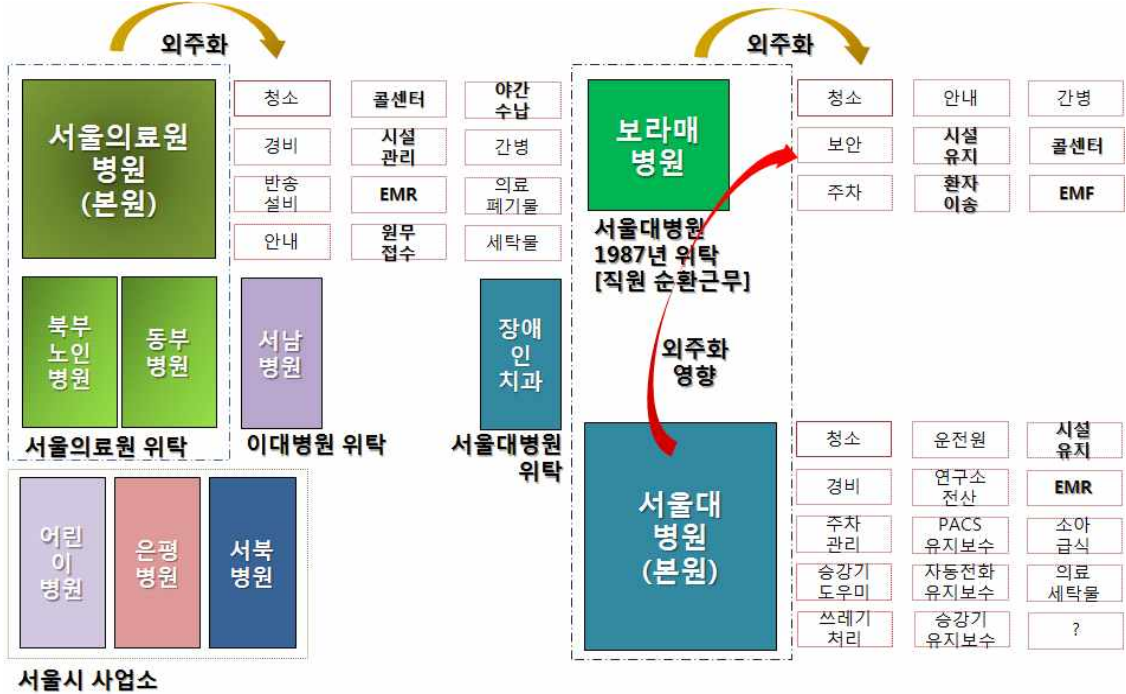 외주화
서울의료원
병원
(본원)
청소
콜센터
야간
수납
경비
시설
관리
간병
반송
설비
EMR
의료
폐기물
안내
원무
접수
세탁물
북부
노인
병원
동부
병원
서울의료원 위탁
서남
병원
이대병원 위탁
장애
인
치과
서울대병원
위탁
어린
이
병원
은평
병원
서북
병원
서울시 사업소
외주화
보라매
병원
서울대병원
1987년 위탁
[직원 순환근무]
청소
안내
간병
보안
시설
유지
콜센터
주차
환자
이송
EMF
외주화
영향
서울대
병원
(본원)
청소
운전원
시설
유지
경비
연구소
전산
EMR
주차
관리
PACS
유지보수
소아
급식
승강기
도우미
자동전화
유지보수
의료
세탁물
쓰레기
처리
승강기
유지보수
?